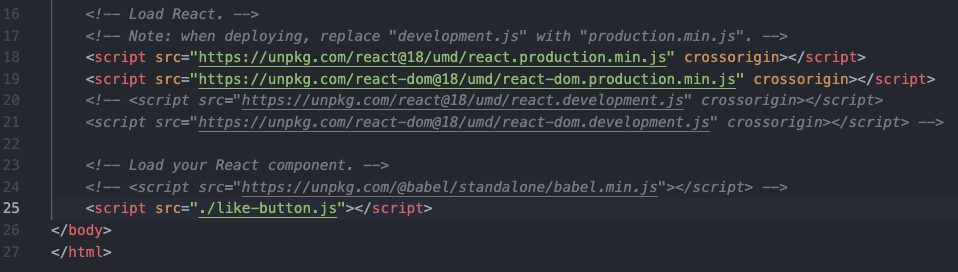 16 <!-- Load React. -->
17 <!-- Note: when deploying, replace "development.js" with "production.min.js". -->
18 <script src="https://unpkg.com/react@18/umd/react.production.min.js" crossorigin></script>
19 <script src="https://unpkg.com/react-dom@18/umd/react-dom.production.min.js" crossorigin></script>
20 <!-- <script src="https://unpkg.com/react@18/umd/react.development.js" crossorigin></script>
21 <script src="https://unpkg.com/react-dom@18/umd/react-dom.development.js" crossorigin></script> -->
22
23 <!-- Load your React component. -->
24 <!-- <script src="https://unpkg.com/@babel/standalone/babel.min.js"></script> -->
25 <script src="./like-button.js"></script>
26 </body>
27 </html>